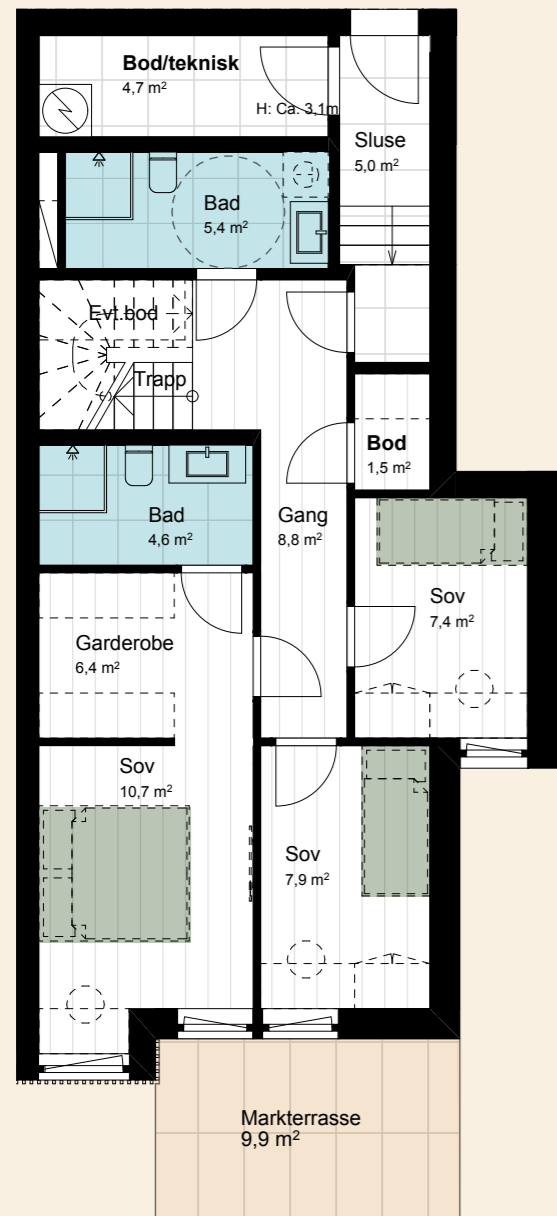 Bod/teknisk
4,7 m²
H: Ca. 3,1m
Sluse
5,0 m²
Bad
5,4 m²
Evt.bod
Trapp
Bod
1,5 m²
Bad
4,6 m²
Gang
8,8 m²
Sov
7,4 m²
Garderobe
6,4 m²
Sov
10,7 m²
Sov
7,9 m²
Markterrasse
9,9 m²